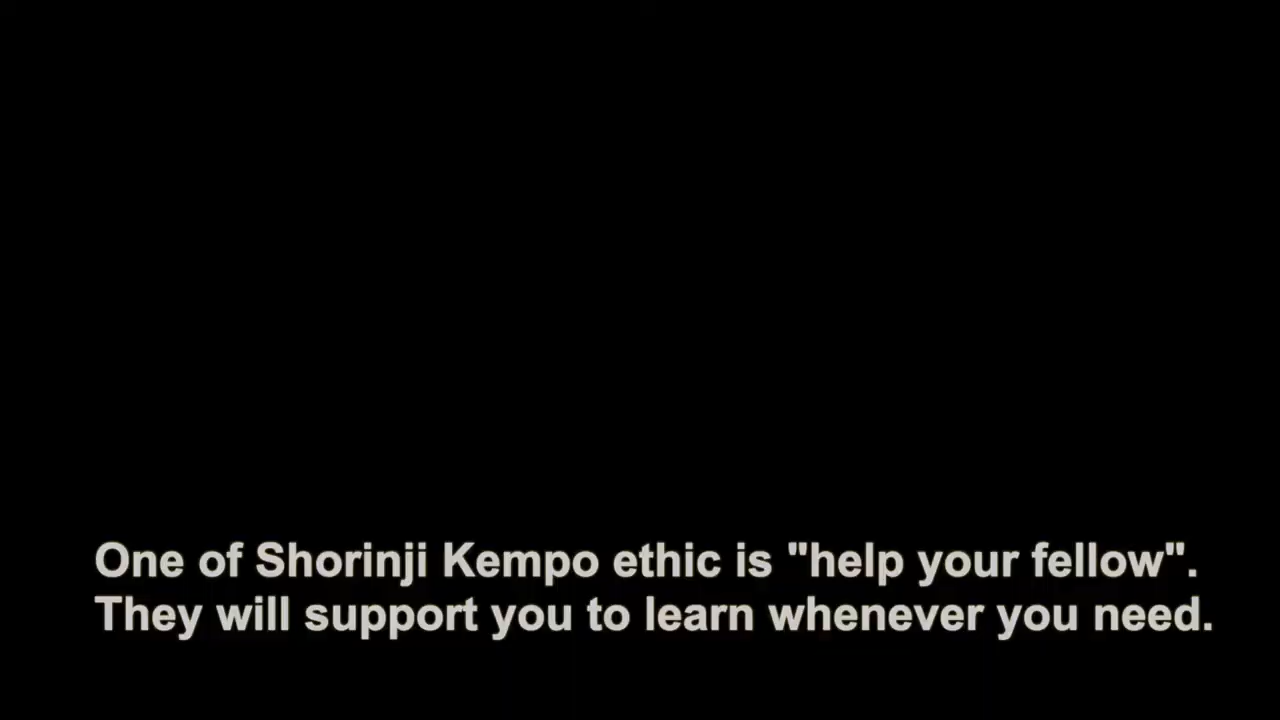 One of Shorinji Kempo ethic is "help your fellow".
They will support you to learn whenever you need.